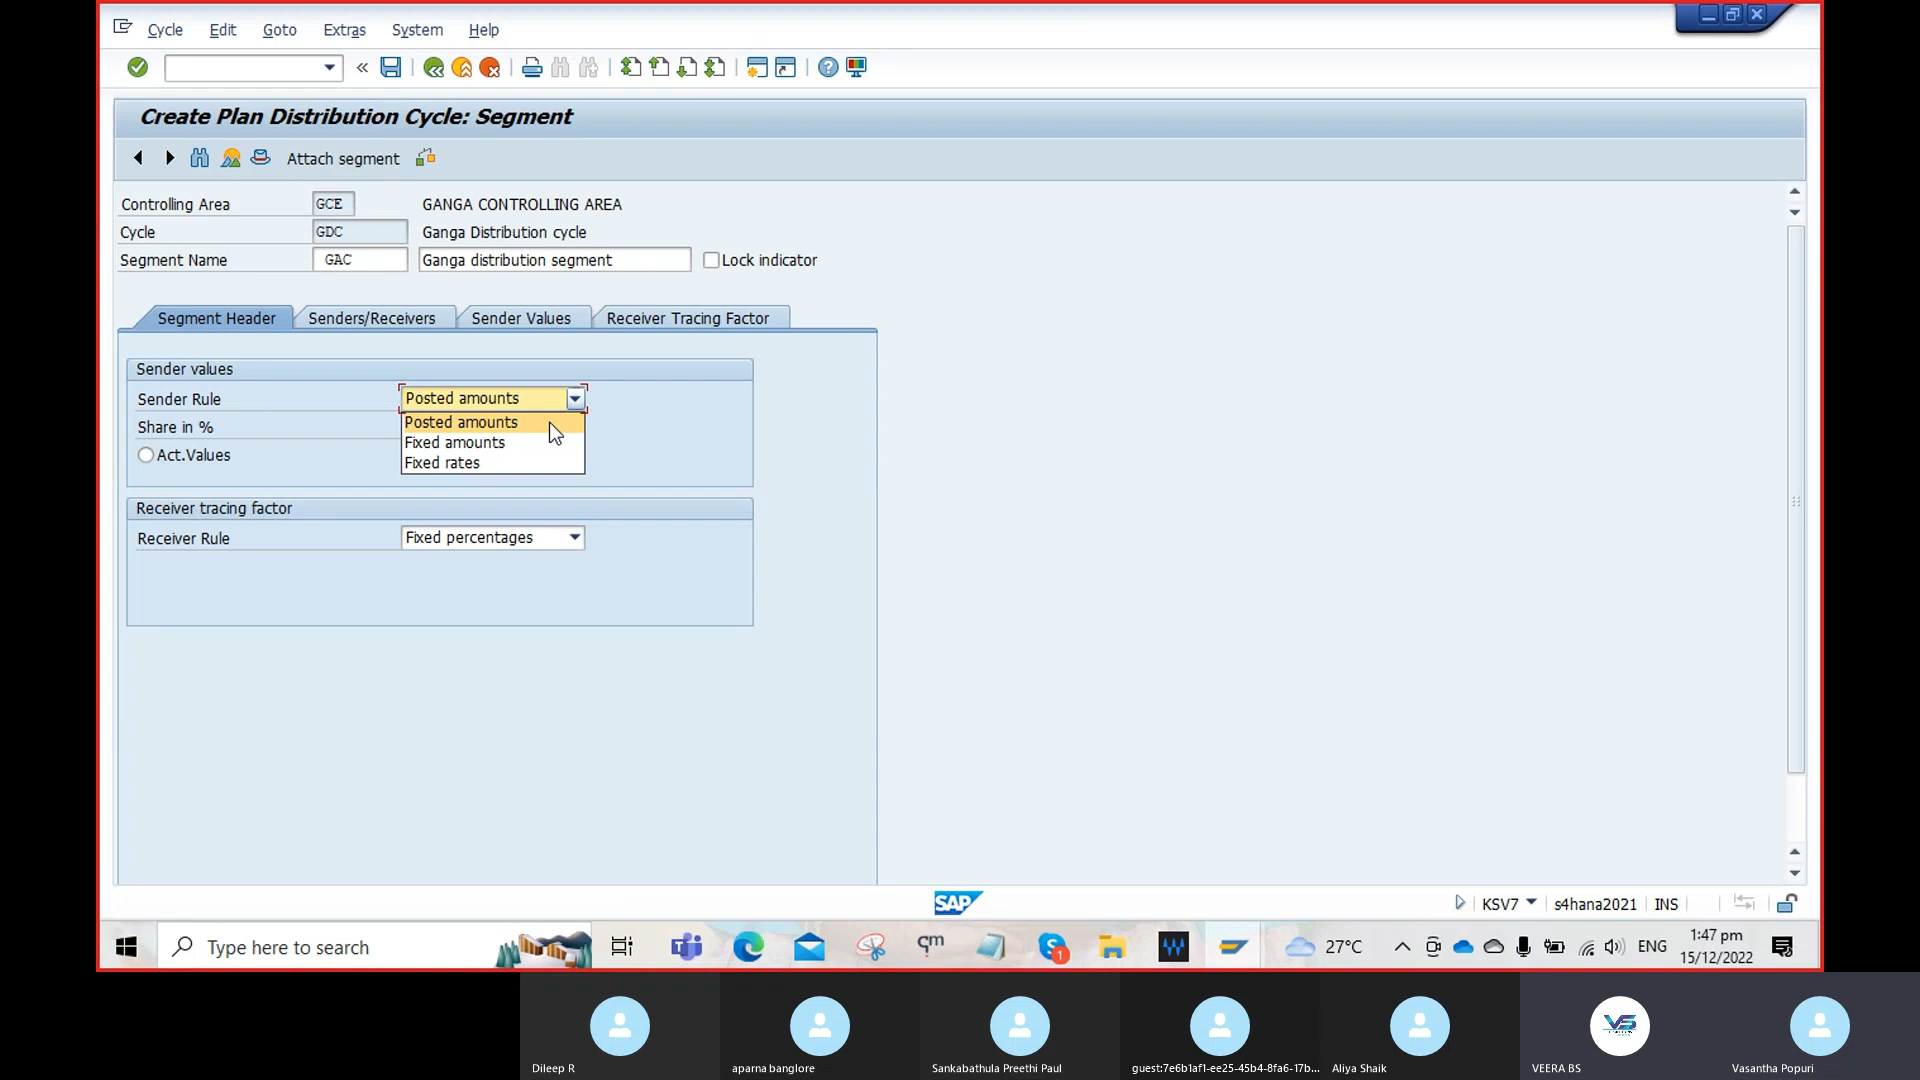 Cycle Edit Goto Extras System Help
Create Plan Distribution Cycle: Segment
Attach segment
Controlling Area GCE GANGA CONTROLLING AREA
Cycle GDC Ganga Distribution cycle
Segment Name GAC Ganga distribution segment Lock indicator
Segment Header Senders/Receivers Sender Values Receiver Tracing Factor
Sender values
Sender Rule Posted amounts
Posted amounts
Share in %
Fixed amounts
Act.Values
Fixed rates
Receiver tracing factor
Receiver Rule Fixed percentages
SAP KSV7 s4hana2021 INS
Type here to search 27°C ENG 1:47 pm
15/12/2022
Dileep R aparna banglore Sankabathula Preethi Paul guest:7e6b1af1-ee25-45b4-8fa6-17b... Aliya Shaik VEERA BS Vasantha Popuri